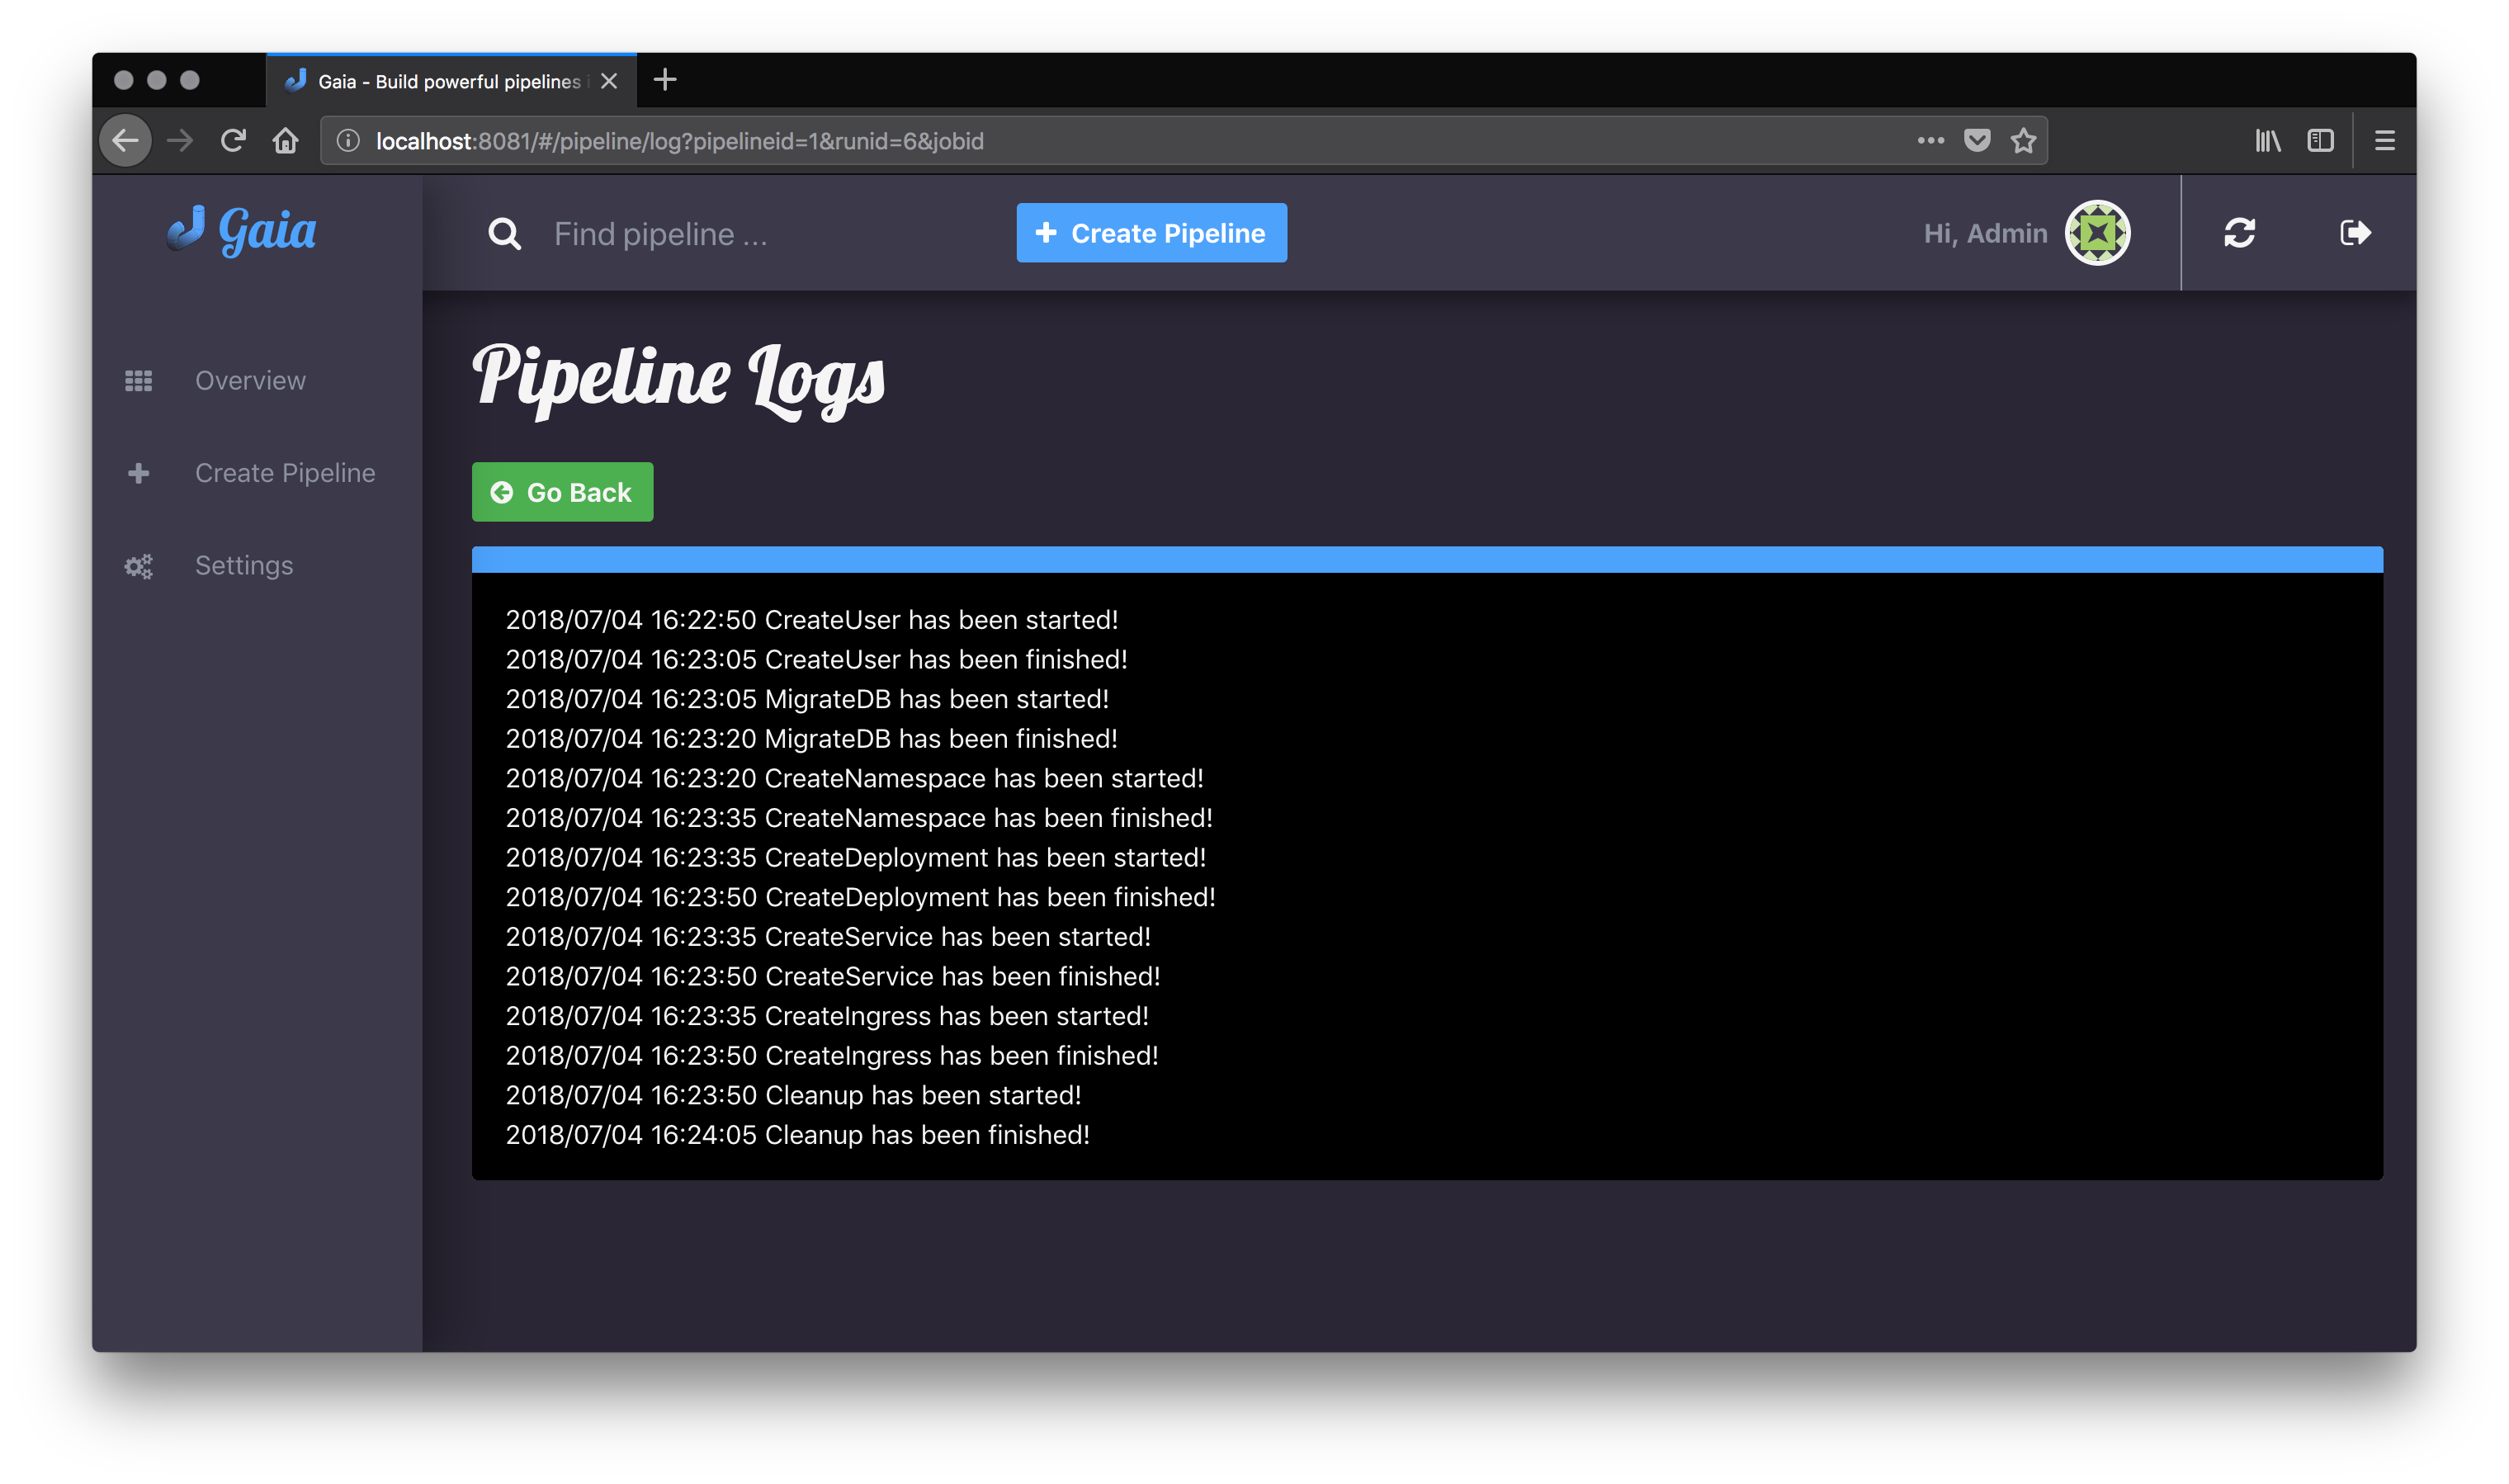 Gaia - Build powerful pipelines i
localhost:8081/#/pipeline/log?pipelineid=1&runid=6&jobid
Gaia
Find pipeline ...
Create Pipeline
Hi, Admin
Overview
Create Pipeline
Settings
Pipeline Logs
Go Back
2018/07/04 16:22:50 CreateUser has been started!
2018/07/04 16:23:05 CreateUser has been finished!
2018/07/04 16:23:05 MigrateDB has been started!
2018/07/04 16:23:20 MigrateDB has been finished!
2018/07/04 16:23:20 CreateNamespace has been started!
2018/07/04 16:23:35 CreateNamespace has been finished!
2018/07/04 16:23:35 CreateDeployment has been started!
2018/07/04 16:23:50 CreateDeployment has been finished!
2018/07/04 16:23:35 CreateService has been started!
2018/07/04 16:23:50 CreateService has been finished!
2018/07/04 16:23:35 CreateIngress has been started!
2018/07/04 16:23:50 CreateIngress has been finished!
2018/07/04 16:23:50 Cleanup has been started!
2018/07/04 16:24:05 Cleanup has been finished!